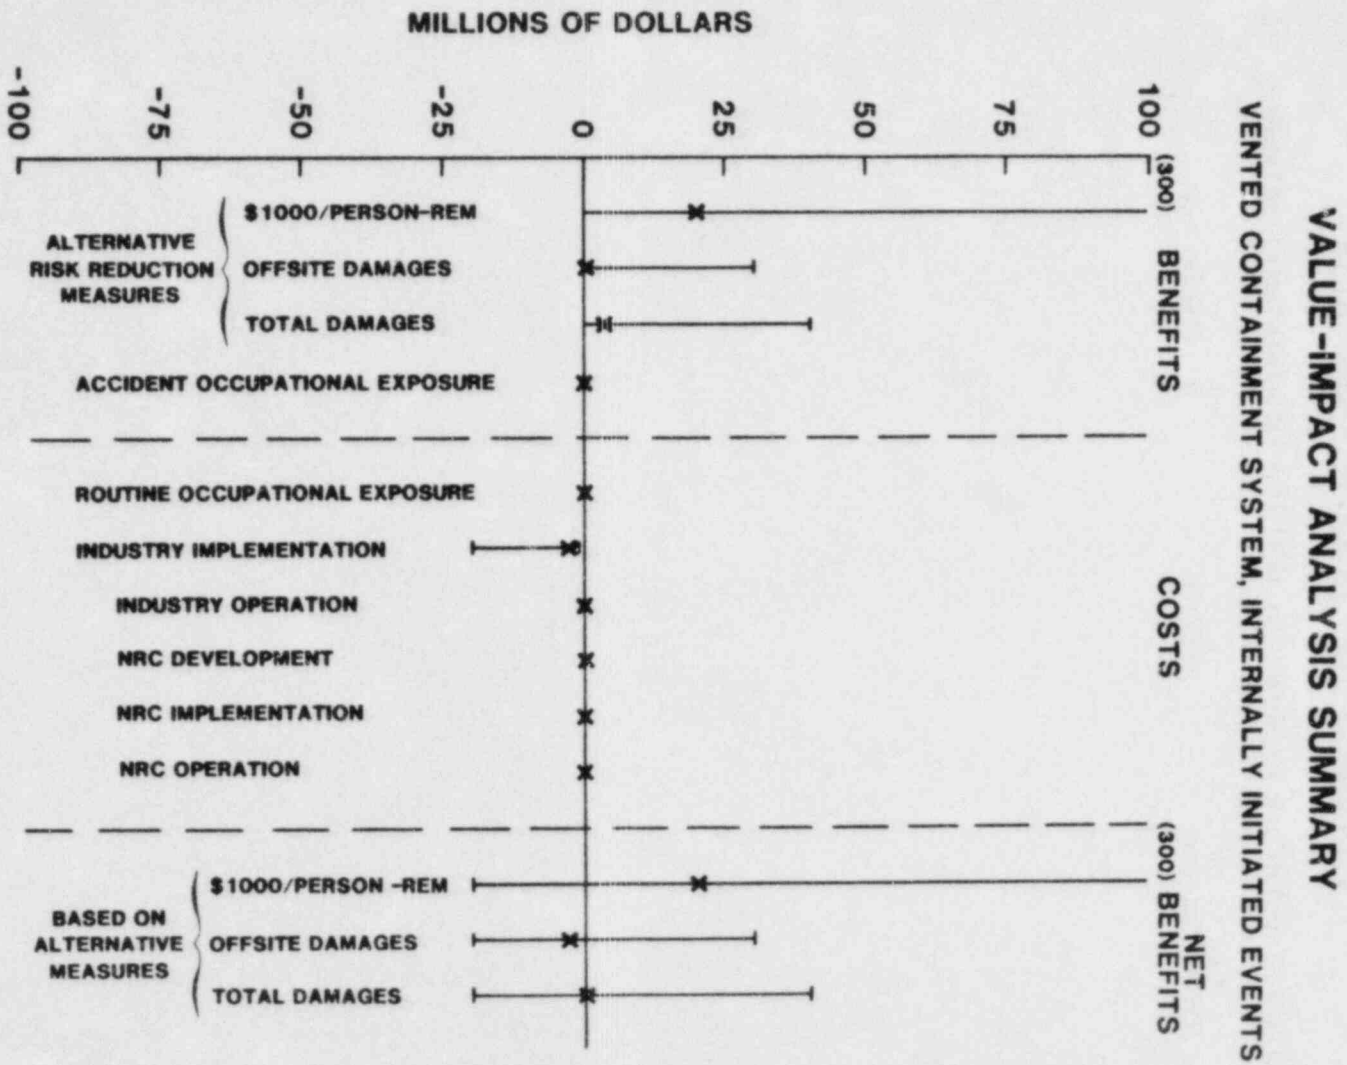 VALUE-IMPACT ANALYSIS SUMMARY
VENTED CONTAINMENT SYSTEM, INTERNALLY INITIATED EVENTS
MILLIONS OF DOLLARS
100
75
50
25
0
-25
-50
-75
-100
(300)
BENEFITS
ALTERNATIVE
RISK REDUCTION
MEASURES
$1000/PERSON-REM
OFFSITE DAMAGES
TOTAL DAMAGES
ACCIDENT OCCUPATIONAL EXPOSURE
COSTS
ROUTINE OCCUPATIONAL EXPOSURE
INDUSTRY IMPLEMENTATION
INDUSTRY OPERATION
NRC DEVELOPMENT
NRC IMPLEMENTATION
NRC OPERATION
(300)
NET
BENEFITS
BASED ON
ALTERNATIVE
MEASURES
$1000/PERSON -REM
OFFSITE DAMAGES
TOTAL DAMAGES